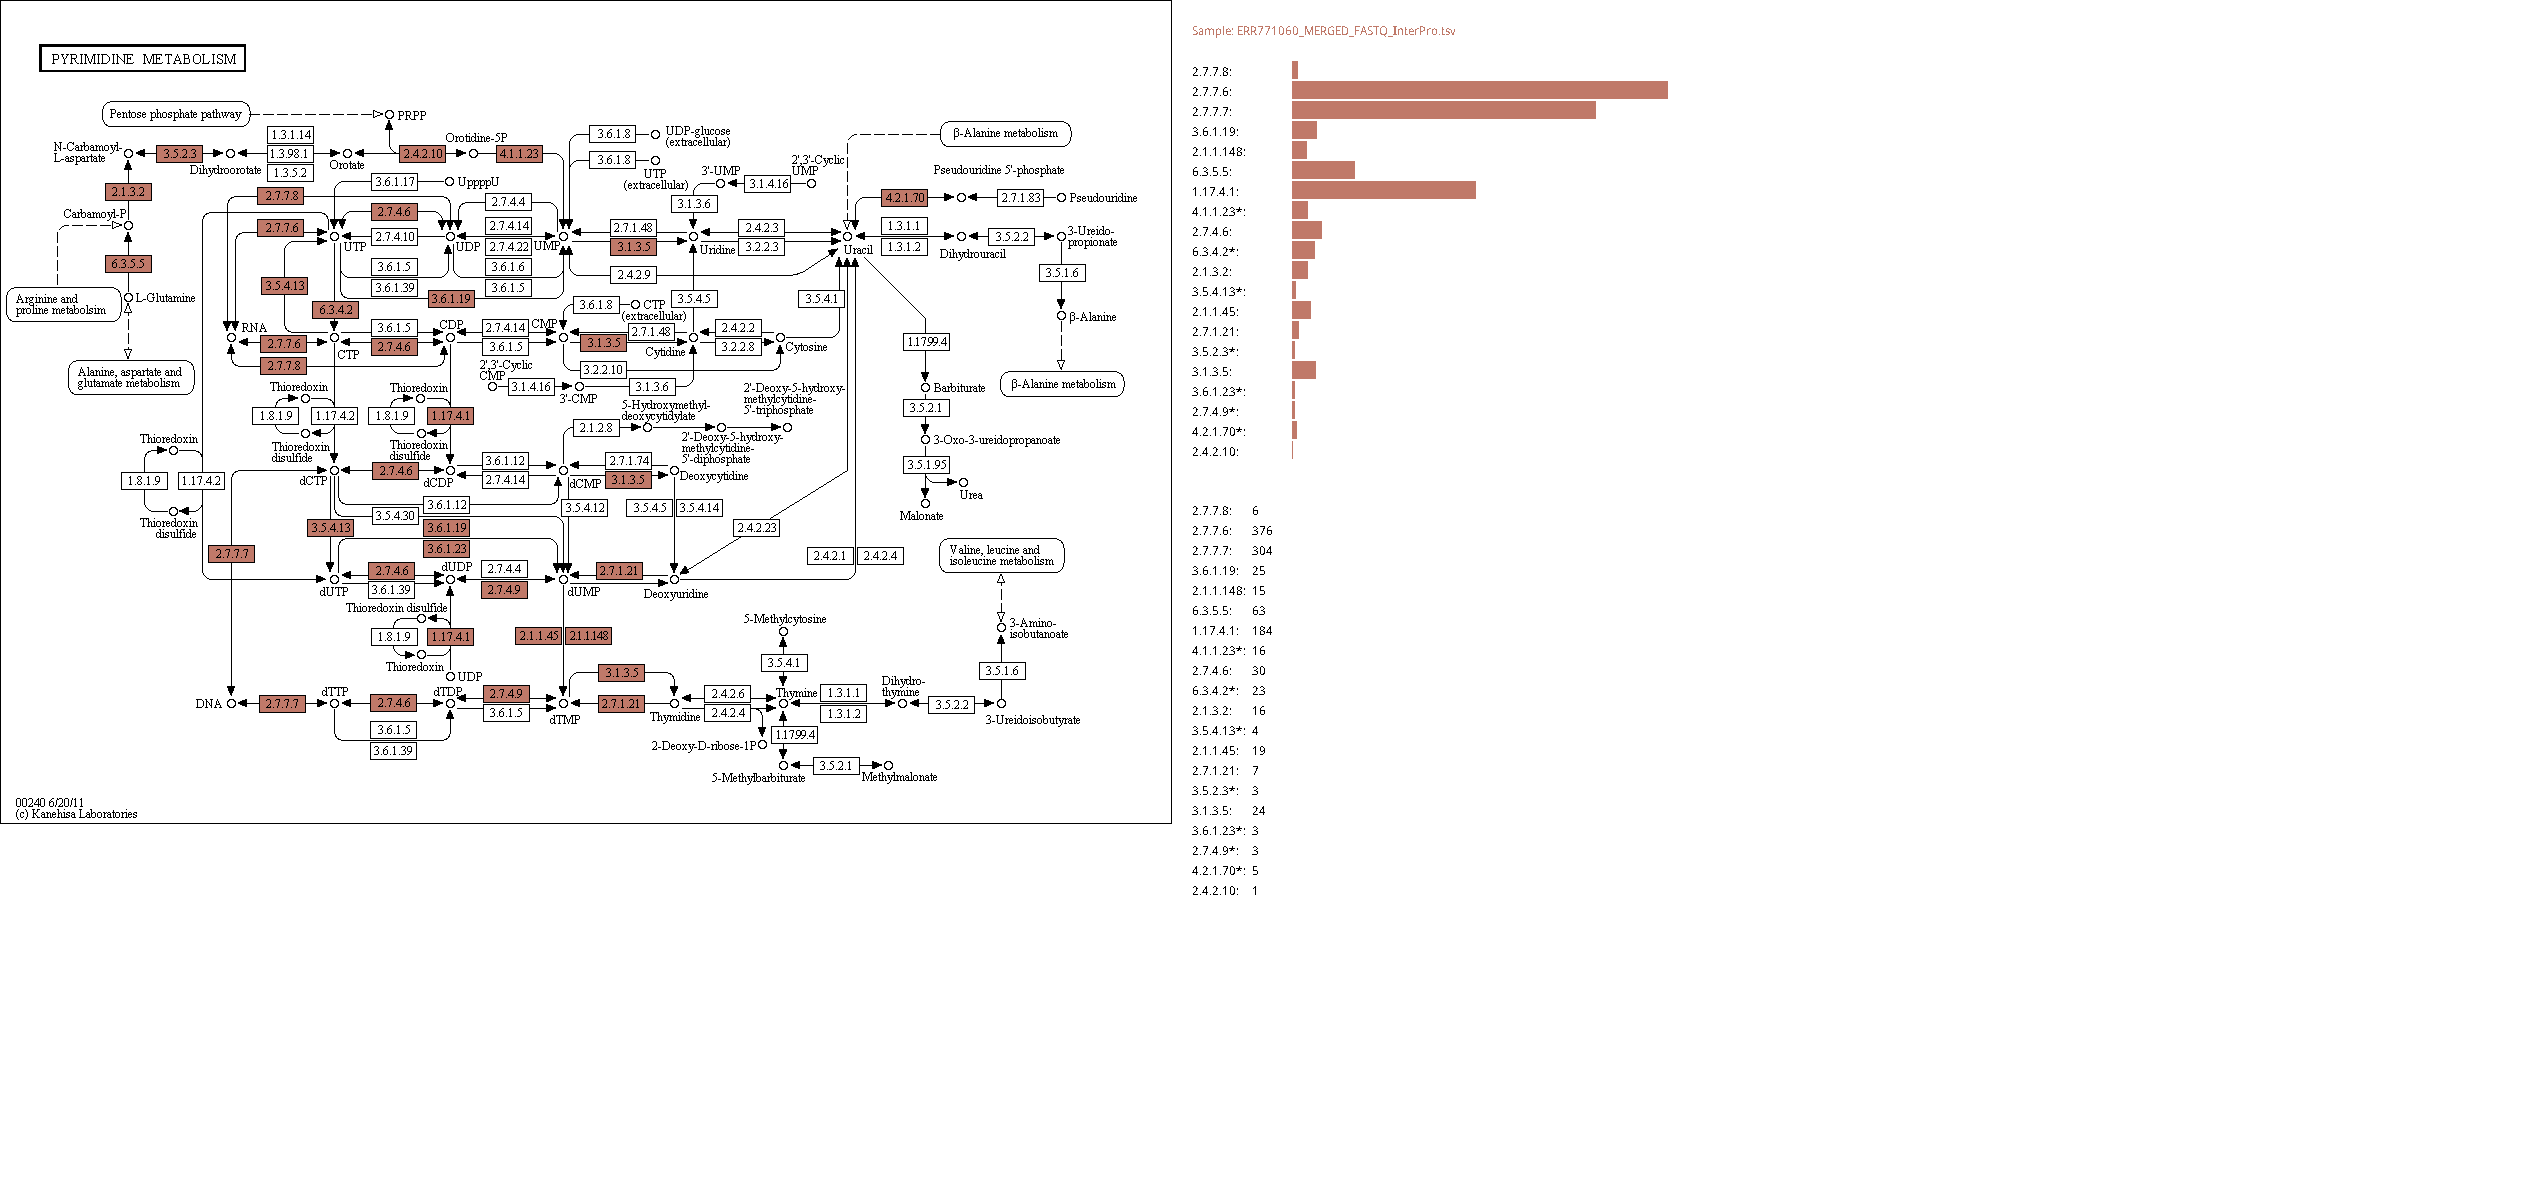 PYRIMIDINE METABOLISM
Pentose phosphate pathway
PRPP
N-Carbamoyl-
L-aspartate
3.5.2.3
Dihydroorotate
1.3.1.14
1.3.98.1
1.3.5.2
Orotate
2.4.2.10
Orotidine-5P
4.1.1.23
3.6.1.8
UDP-glucose
(extracellular)
3.6.1.8
UTP
(extracellular)
β-Alanine metabolism
2.1.3.2
Carbamoyl-P
6.3.5.5
L-Glutamine
Arginine and
proline metabolsim
Alanine, aspartate and
glutamate metabolism
3.6.1.17
UppppU
2.7.7.8
2.7.4.6
2.7.4.4
2.7.7.6
UTP
2.7.4.10
UDP
2.7.4.14
2.7.4.22
UMP
3.6.1.5
3.6.1.39
3.6.1.6
3.6.1.5
3.6.1.19
3'-UMP
3.1.4.16
2',3'-Cyclic
UMP
3.1.3.6
2.7.1.48
3.1.3.5
Uridine
2.4.2.3
3.2.2.3
2.4.2.9
Uracil
Pseudouridine 5'-phosphate
4.2.1.70
2.7.1.83
Pseudouridine
1.3.1.1
1.3.1.2
Dihydrouracil
3.5.2.2
3-Ureido-
propionate
3.5.1.6
β-Alanine
β-Alanine metabolism
3.5.4.13
6.3.4.2
3.6.1.8
CTP
(extracellular)
3.5.4.5
3.5.4.1
RNA
2.7.7.6
2.7.7.8
CTP
3.6.1.5
2.7.4.6
CDP
2.7.4.14
3.6.1.5
CMP
2.7.1.48
3.1.3.5
Cytidine
2.4.2.2
3.2.2.8
Cytosine
3.2.2.10
2',3'-Cyclic
CMP
3.1.4.16
3'-CMP
3.1.3.6
1.1799.4
Barbiturate
3.5.2.1
3-Oxo-3-ureidopropanoate
3.5.1.95
Urea
Malonate
Thioredoxin
1.8.1.9
1.17.4.2
Thioredoxin
disulfide
Thioredoxin
1.8.1.9
1.17.4.1
Thioredoxin
disulfide
Thioredoxin
1.8.1.9
1.17.4.2
Thioredoxin
disulfide
5-Hydroxymethyl-
deoxycytidylate
2.1.2.8
2'-Deoxy-5-hydroxy-
methylcytidine-
5'-triphosphate
2'-Deoxy-5-hydroxy-
methylcytidine-
5'-diphosphate
dCTP
2.7.4.6
dCDP
3.6.1.12
2.7.4.14
dCMP
2.7.1.74
3.1.3.5
Deoxycytidine
3.6.1.12
3.5.4.30
3.5.4.12
3.5.4.5
3.5.4.14
2.4.2.23
2.4.2.1
2.4.2.4
3.5.4.13
3.6.1.19
3.6.1.23
2.7.7.7
dUTP
2.7.4.6
3.6.1.39
dUDP
2.7.4.4
2.7.4.9
dUMP
2.7.1.21
Deoxyuridine
Thioredoxin disulfide
1.8.1.9
1.17.4.1
Thioredoxin
UDP
2.1.1.45
2.1.1.148
Valine, leucine and
isoleucine metabolism
3-Amino-
isobutanoate
3.5.1.6
5-Methylcytosine
3.5.4.1
DNA
2.7.7.7
dTTP
2.7.4.6
dTDP
2.7.4.9
3.6.1.5
dTMP
3.1.3.5
2.7.1.21
Thymidine
2.4.2.6
2.4.2.4
Thymine
1.3.1.1
1.3.1.2
Dihydro-
thymine
3.5.2.2
3-Ureidoisobutyrate
3.6.1.5
3.6.1.39
2-Deoxy-D-ribose-1P
1.1799.4
5-Methylbarbiturate
3.5.2.1
Methylmalonate
00240 6/20/11
(c) Kanehisa Laboratories
Sample: ERR771060_MERGED_FASTQ_InterPro.tsv
2.7.7.8:
2.7.7.6:
2.7.7.7:
3.6.1.19:
2.1.1.148:
6.3.5.5:
1.17.4.1:
4.1.1.23*:
2.7.4.6:
6.3.4.2*:
2.1.3.2:
3.5.4.13*:
2.1.1.45:
2.7.1.21:
3.5.2.3*:
3.1.3.5:
3.6.1.23*:
2.7.4.9*:
4.2.1.70*:
2.4.2.10:
2.7.7.8: 6
2.7.7.6: 376
2.7.7.7: 304
3.6.1.19: 25
2.1.1.148: 15
6.3.5.5: 63
1.17.4.1: 184
4.1.1.23*: 16
2.7.4.6: 30
6.3.4.2*: 23
2.1.3.2: 16
3.5.4.13*: 4
2.1.1.45: 19
2.7.1.21: 7
3.5.2.3*: 3
3.1.3.5: 24
3.6.1.23*: 3
2.7.4.9*: 3
4.2.1.70*: 5
2.4.2.10: 1